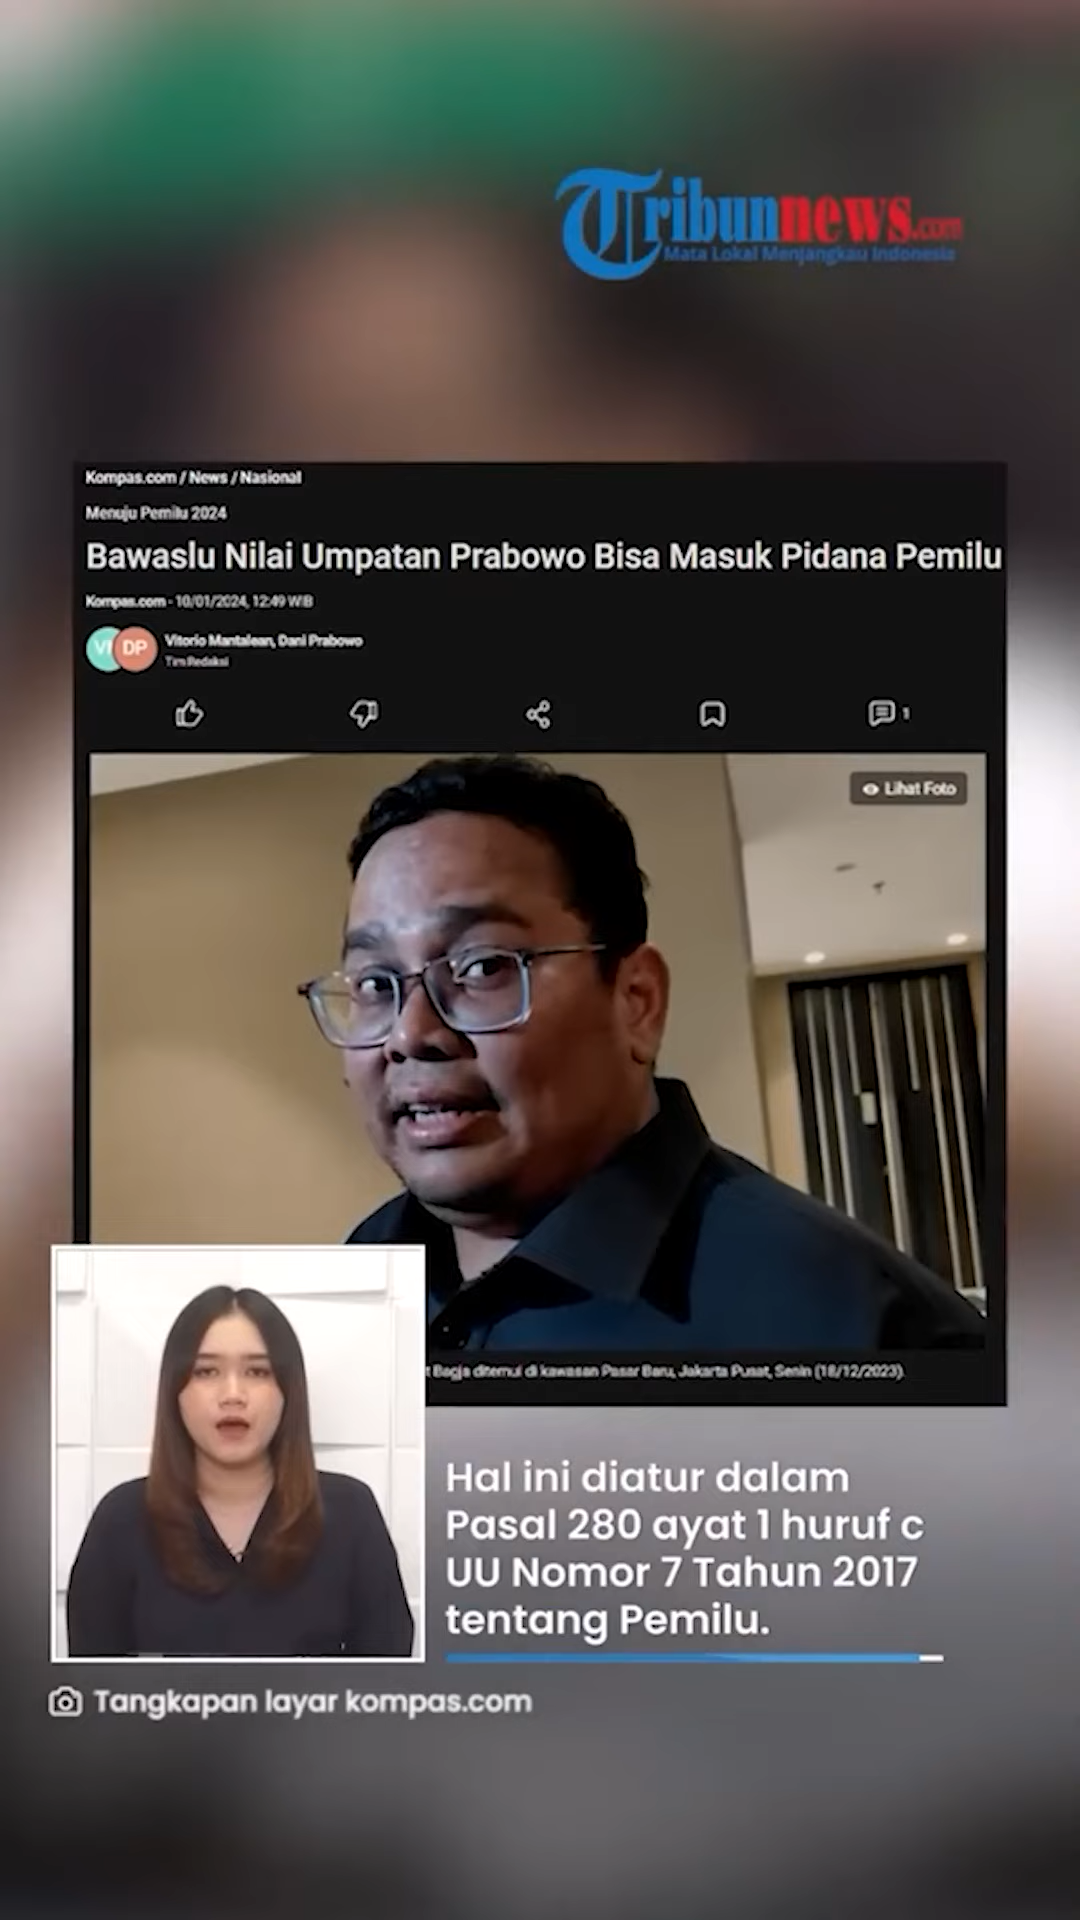 Tribunnews.com
Mata Lokal Menjangkau Indonesia
Kompas.com / News / Nasional
Menuju Pemilu 2024
Bawaslu Nilai Umpatan Prabowo Bisa Masuk Pidana Pemilu
Kompas.com - 10/01/2024, 12:49 WIB
DP
Vitorio Mantalean, Dani Prabowo
Tim Redaksi
1
Lihat Foto
t Bagja ditemui di kawasan Pasar Baru, Jakarta Pusat, Senin (18/12/2023).
Hal ini diatur dalam
Pasal 280 ayat 1 huruf c
UU Nomor 7 Tahun 2017
tentang Pemilu.
Tangkapan layar kompas.com